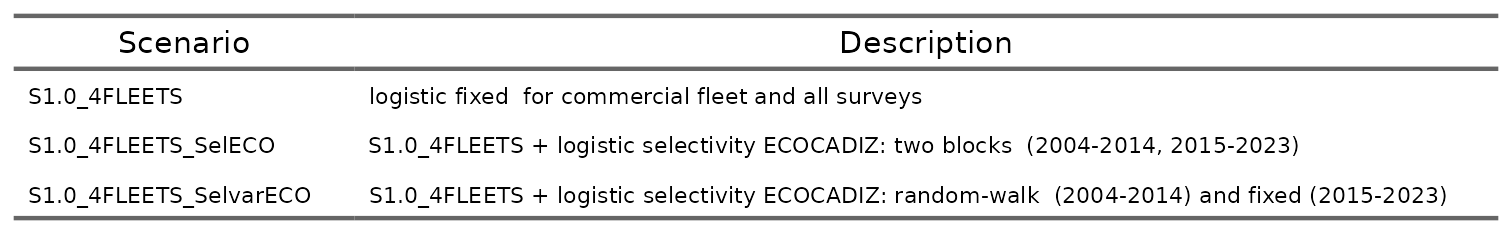 Scenario Description
S1.0_4FLEETS logistic fixed  for commercial fleet and all surveys
S1.0_4FLEETS_SelECO S1.0_4FLEETS + logistic selectivity ECOCADIZ: two blocks  (2004-2014, 2015-2023)
S1.0_4FLEETS_SelvarECO S1.0_4FLEETS + logistic selectivity ECOCADIZ: random-walk  (2004-2014) and fixed (2015-2023)